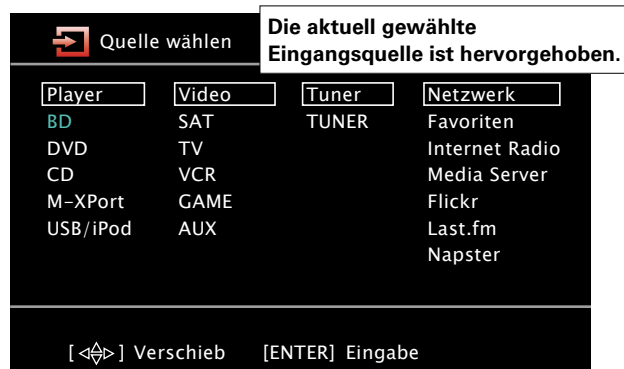 Quelle wählen
Die aktuell gewählte
Eingangsquelle ist hervorgehoben.
Player Video Tuner Netzwerk
BD SAT TUNER Favoriten
DVD TV Internet Radio
CD VCR Media Server
M-XPort GAME Flickr
USB/iPod AUX Last.fm
Napster
[◁△▽▷] Verschieb [ENTER] Eingabe